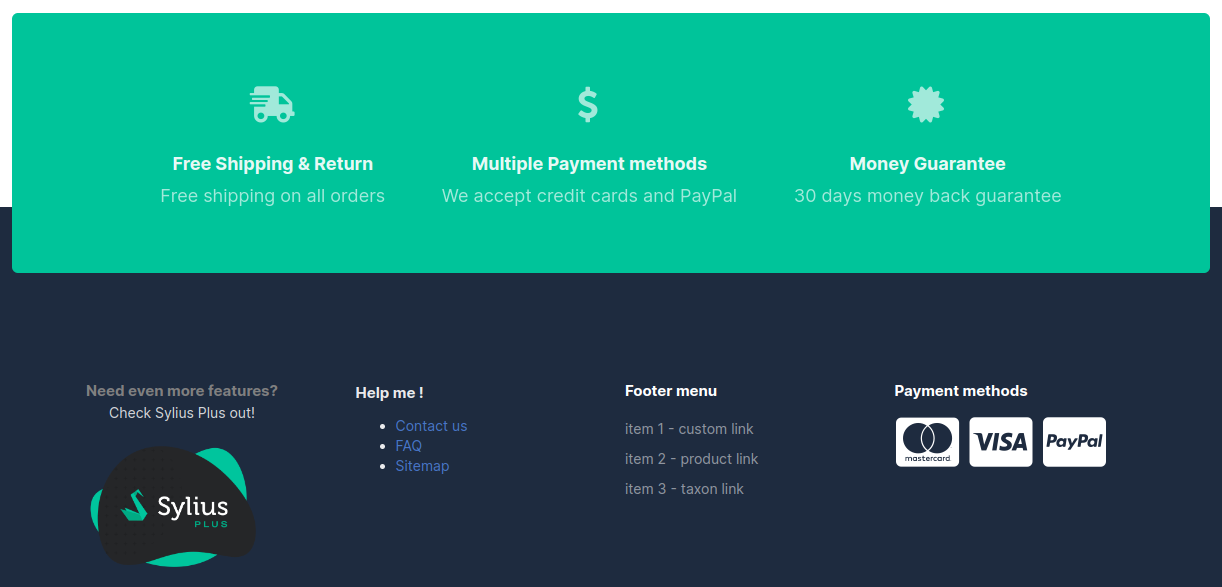 Free Shipping & Return
Free shipping on all orders
Multiple Payment methods
We accept credit cards and PayPal
Money Guarantee
30 days money back guarantee
Need even more features?
Check Sylius Plus out!
Sylius
PLUS
Help me !
Contact us
FAQ
Sitemap
Footer menu
item 1 - custom link
item 2 - product link
item 3 - taxon link
Payment methods
mastercard
VISA
PayPal